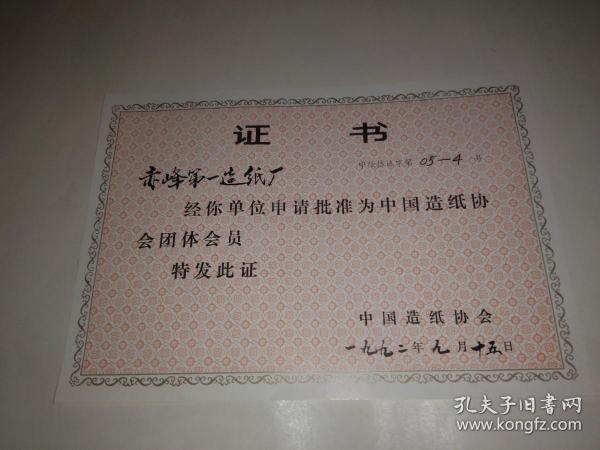 证 书
赤峰第一造纸厂
字第 05-4 号
经你单位申请批准为中国造纸协
会团体会员
特发此证
中国造纸协会
一九九二年九月十五日
孔夫子旧书网
www.kongfz.com